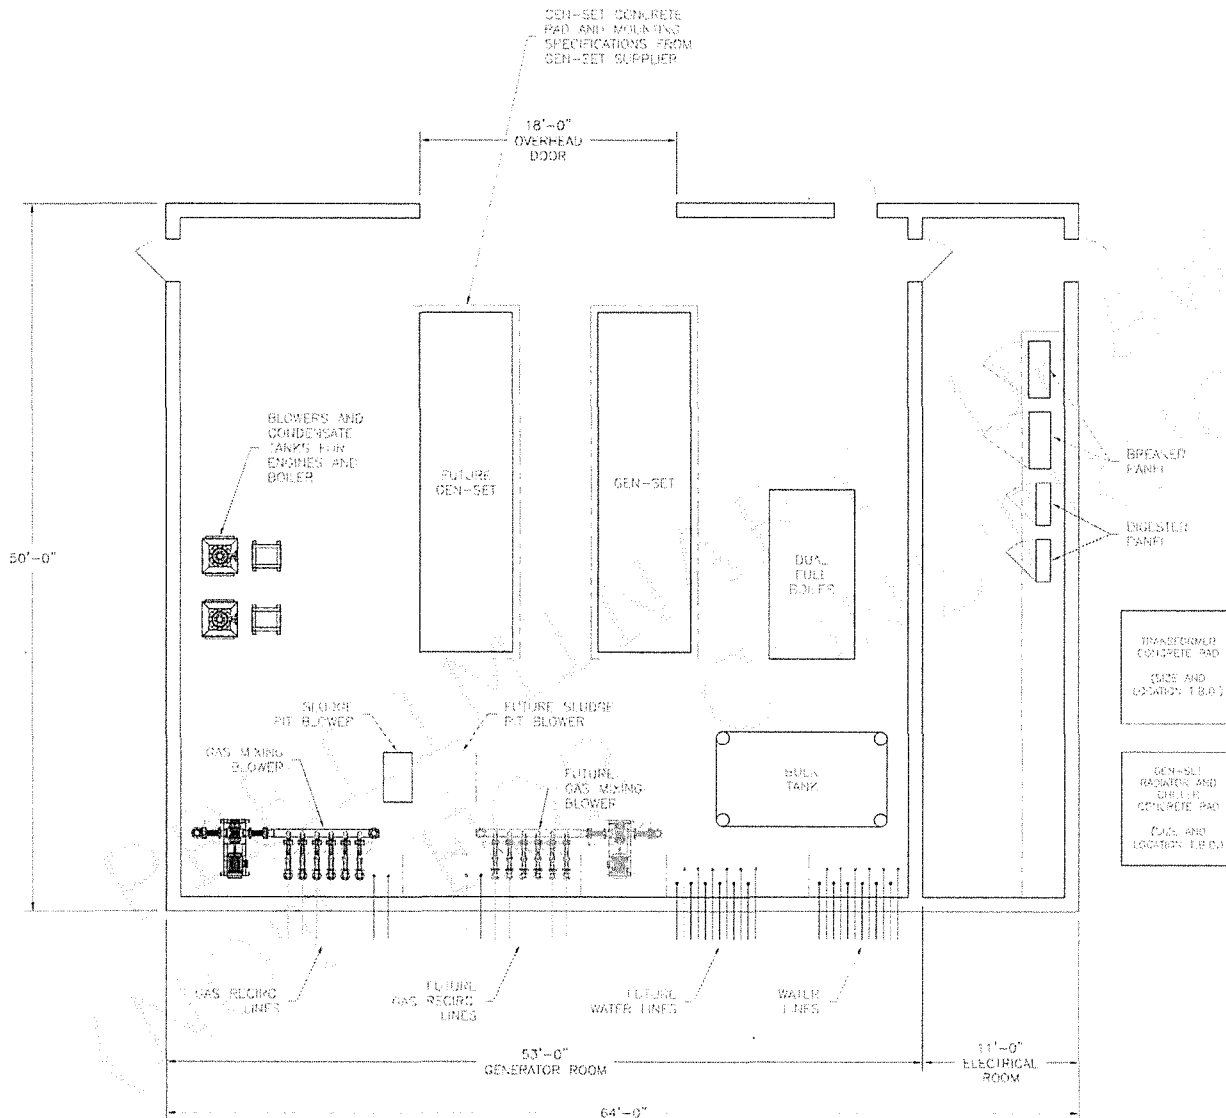 GEN-SET CONCRETE
PAD AND MOUNTING
SPECIFICATIONS FROM
GEN-SET SUPPLIER
18'-0"
OVERHEAD
DOOR
BLOWERS AND
CONDENSATE
TANKS FOR
ENGINES AND
BOILER
FUTURE
GEN-SET
GEN-SET
BREAKER
PANEL
DIGESTER
PANEL
50'-0"
DUAL
FUEL
BOILER
TRANSFORMER
CONCRETE PAD
(SIZE AND
LOCATION T.B.D.)
SLUDGE
PIT BLOWER
FUTURE SLUDGE
PIT BLOWER
GAS MIXING
BLOWER
FUTURE
GAS MIXING
BLOWER
BULK
TANK
GEN-SET
RADIATOR AND
CHILLER
CONCRETE PAD
(SIZE AND
LOCATION T.B.D.)
GAS RECIRC.
LINES
FUTURE
GAS RECIRC.
LINES
FUTURE
WATER LINES
WATER
LINES
53'-0"
GENERATOR ROOM
11'-0"
ELECTRICAL
ROOM
64'-0"